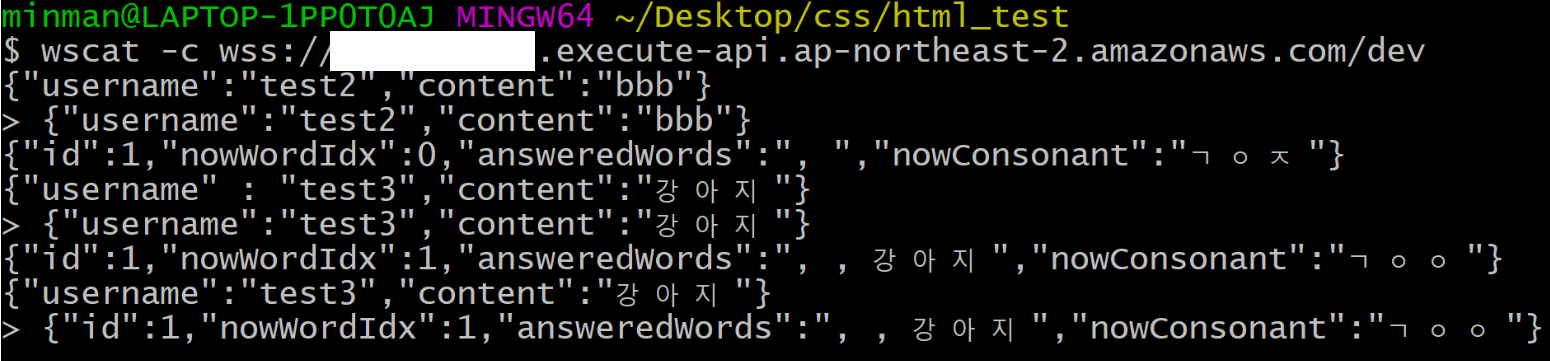 minman@LAPTOP-1PP0T0AJ MINGW64 ~/Desktop/css/html_test
$ wscat -c wss://.execute-api.ap-northeast-2.amazonaws.com/dev
{"username":"test2","content":"bbb"}
> {"username":"test2","content":"bbb"}
{"id":1,"nowWordIdx":0,"answeredWords":", ","nowConsonant":"ㄱㅇㅈ"}
{"username" : "test3","content":"강아지"}
> {"username":"test3","content":"강아지"}
{"id":1,"nowWordIdx":1,"answeredWords":", , 강아지","nowConsonant":"ㄱㅇㅇ"}
{"username":"test3","content":"강아지"}
> {"id":1,"nowWordIdx":1,"answeredWords":", , 강아지","nowConsonant":"ㄱㅇㅇ"}